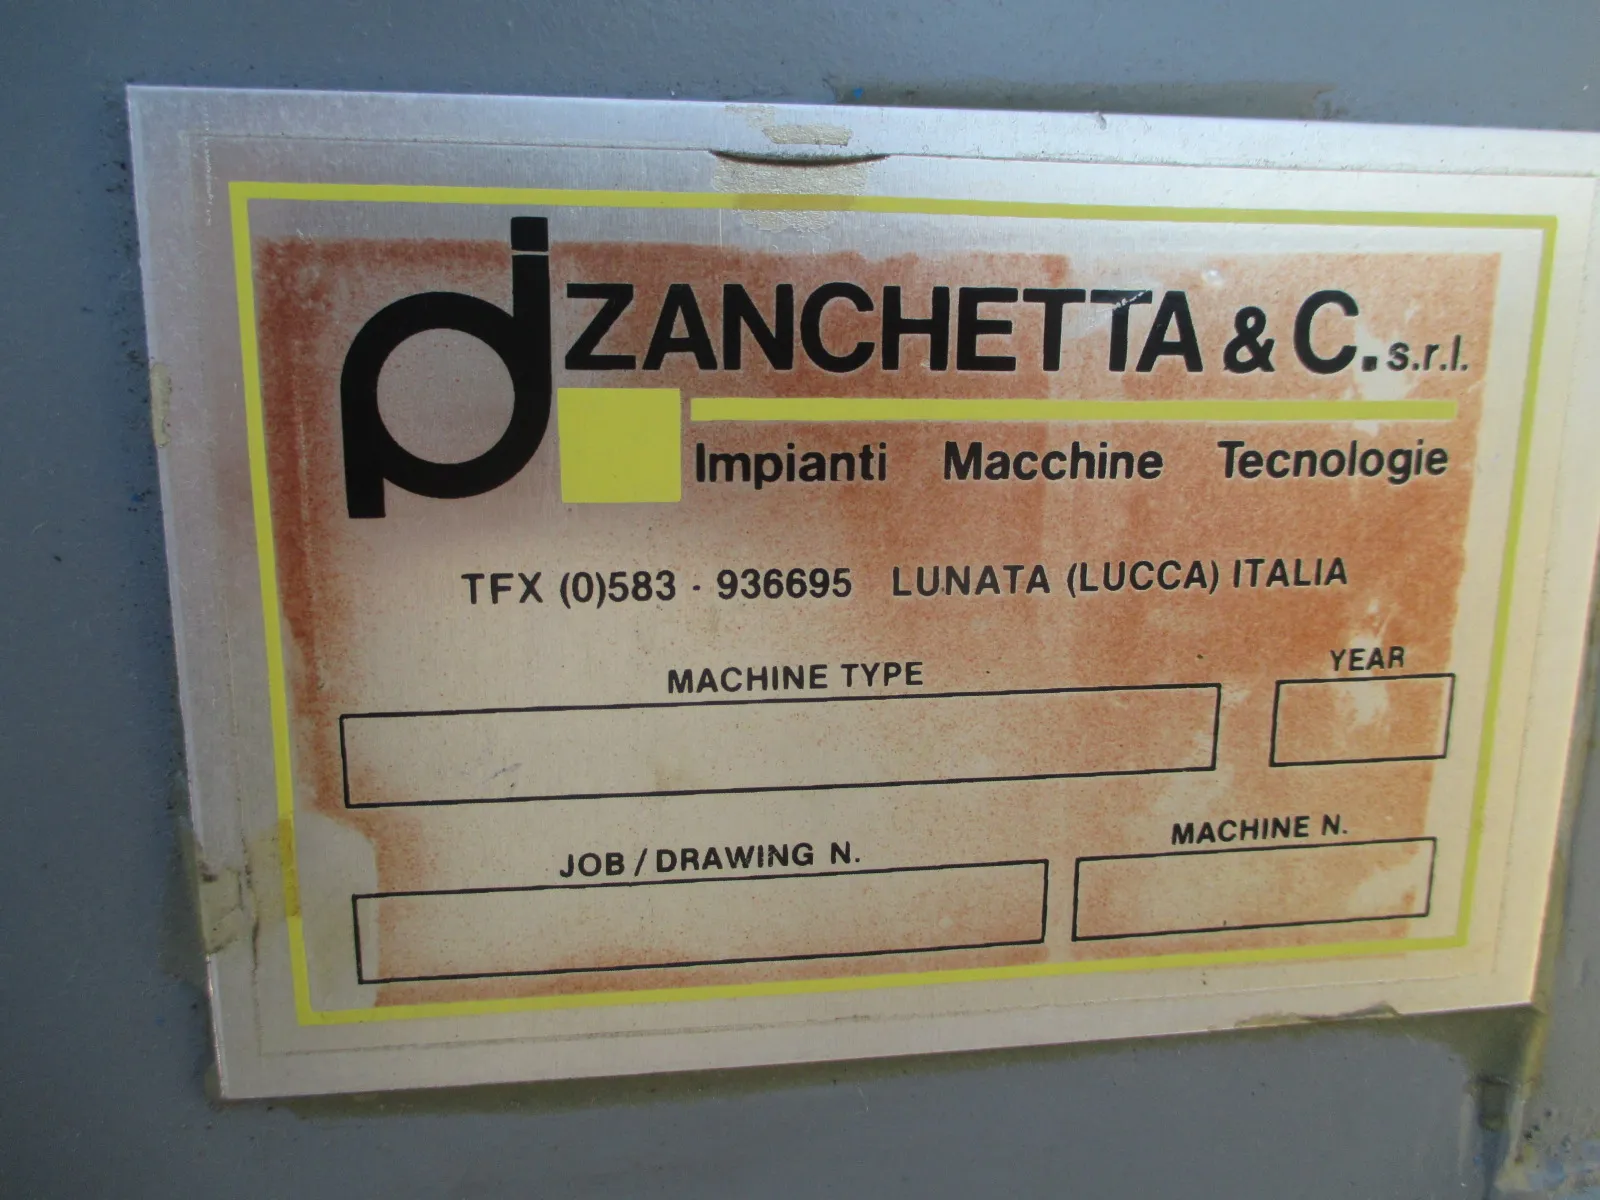 ZANCHETTA & C. s.r.l.
Impianti Macchine Tecnologie
TFX (0)583 - 936695 LUNATA (LUCCA) ITALIA
MACHINE TYPE YEAR
JOB / DRAWING N. MACHINE N.